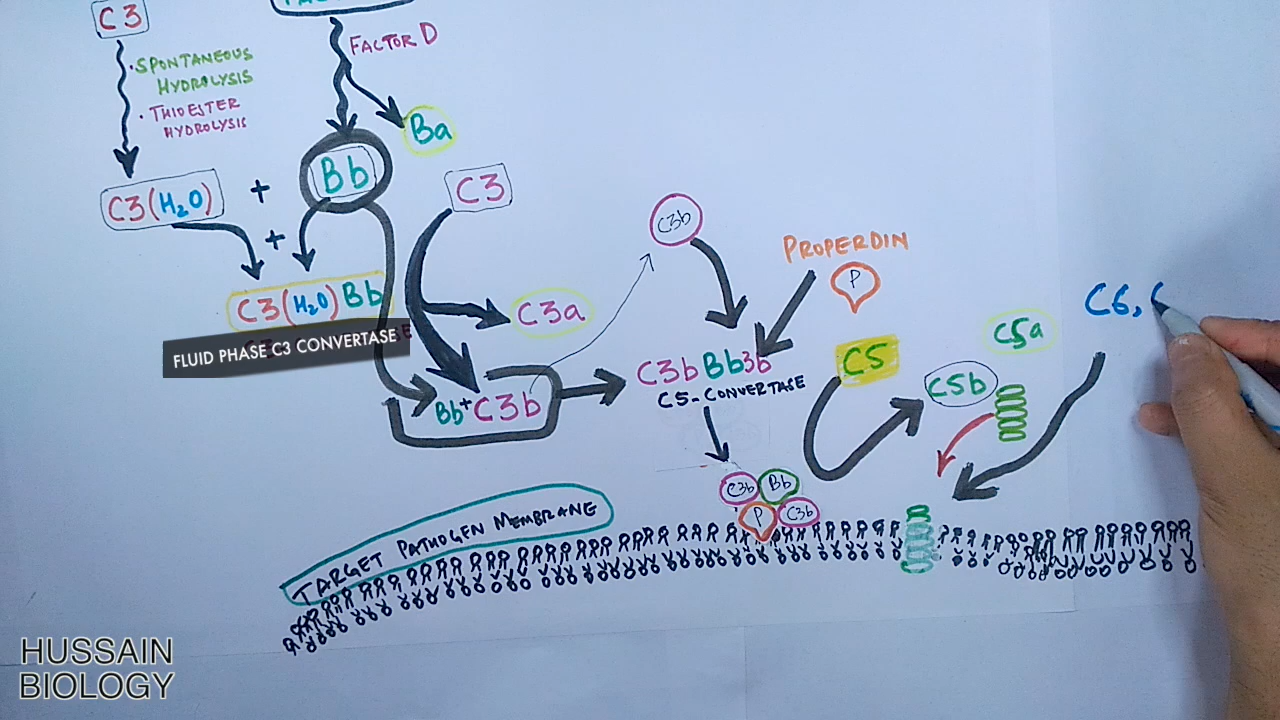 C3
FACTOR D
·SPONTANEOUS
HYDROLYSIS
·THIOESTER
HYDROLYSIS
Ba
Bb
C3
C3(H₂O)
+
+
C3b
PROPERDIN
P
C3(H₂O)Bb
FLUID PHASE C3 CONVERTASE
C3a
C6,
C5a
C5
C3bBb3b
C5-CONVERTASE
C5b
Bb+C3b
C3b
Bb
P
C3b
TARGET PATHOGEN MEMBRANE
HUSSAIN
BIOLOGY